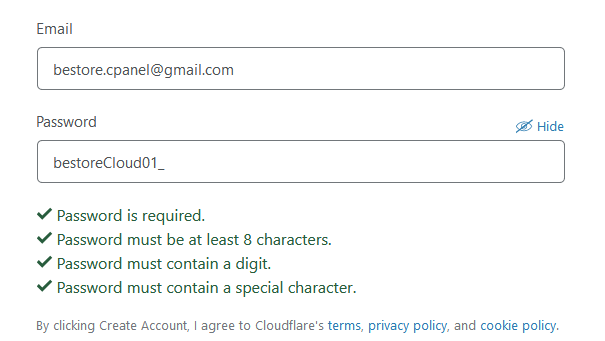 Email
bestore.cpanel@gmail.com
Password
Hide
bestoreCloud01_
Password is required.
Password must be at least 8 characters.
Password must contain a digit.
Password must contain a special character.
By clicking Create Account, I agree to Cloudflare's terms, privacy policy, and cookie policy.